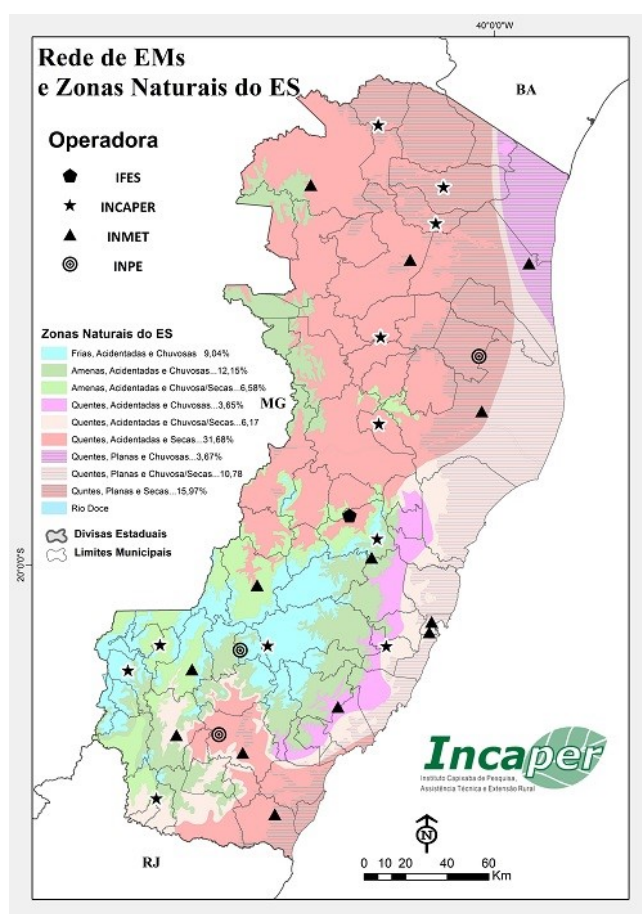 40°0'0"W
Rede de EMs
e Zonas Naturais do ES
BA
Operadora
IFES
INCAPER
INMET
INPE
Zonas Naturais do ES
Frias, Acidentadas e Chuvosas 9,04%
Amenas, Acidentadas e Chuvosas...12,15%
Amenas, Acidentadas e Chuvosa/Secas...6,58%
Quentes, Acidentadas e Chuvosas...3,65%
Quentes, Acidentadas e Chuvosa/Secas...6,17
Quentes, Acidentadas e Secas...31,68%
Quentes, Planas e Chuvosas...3,67%
Quentes, Planas e Chuvosa/Secas...10,78
Quntes, Planas e Secas...15,97%
Rio Doce
MG
Divisas Estaduais
Limites Municipais
20°0'0"S
Incaper
Instituto Capixaba de Pesquisa,
Assistência Técnica e Extensão Rural
N
RJ
0 10 20 40 60
Km